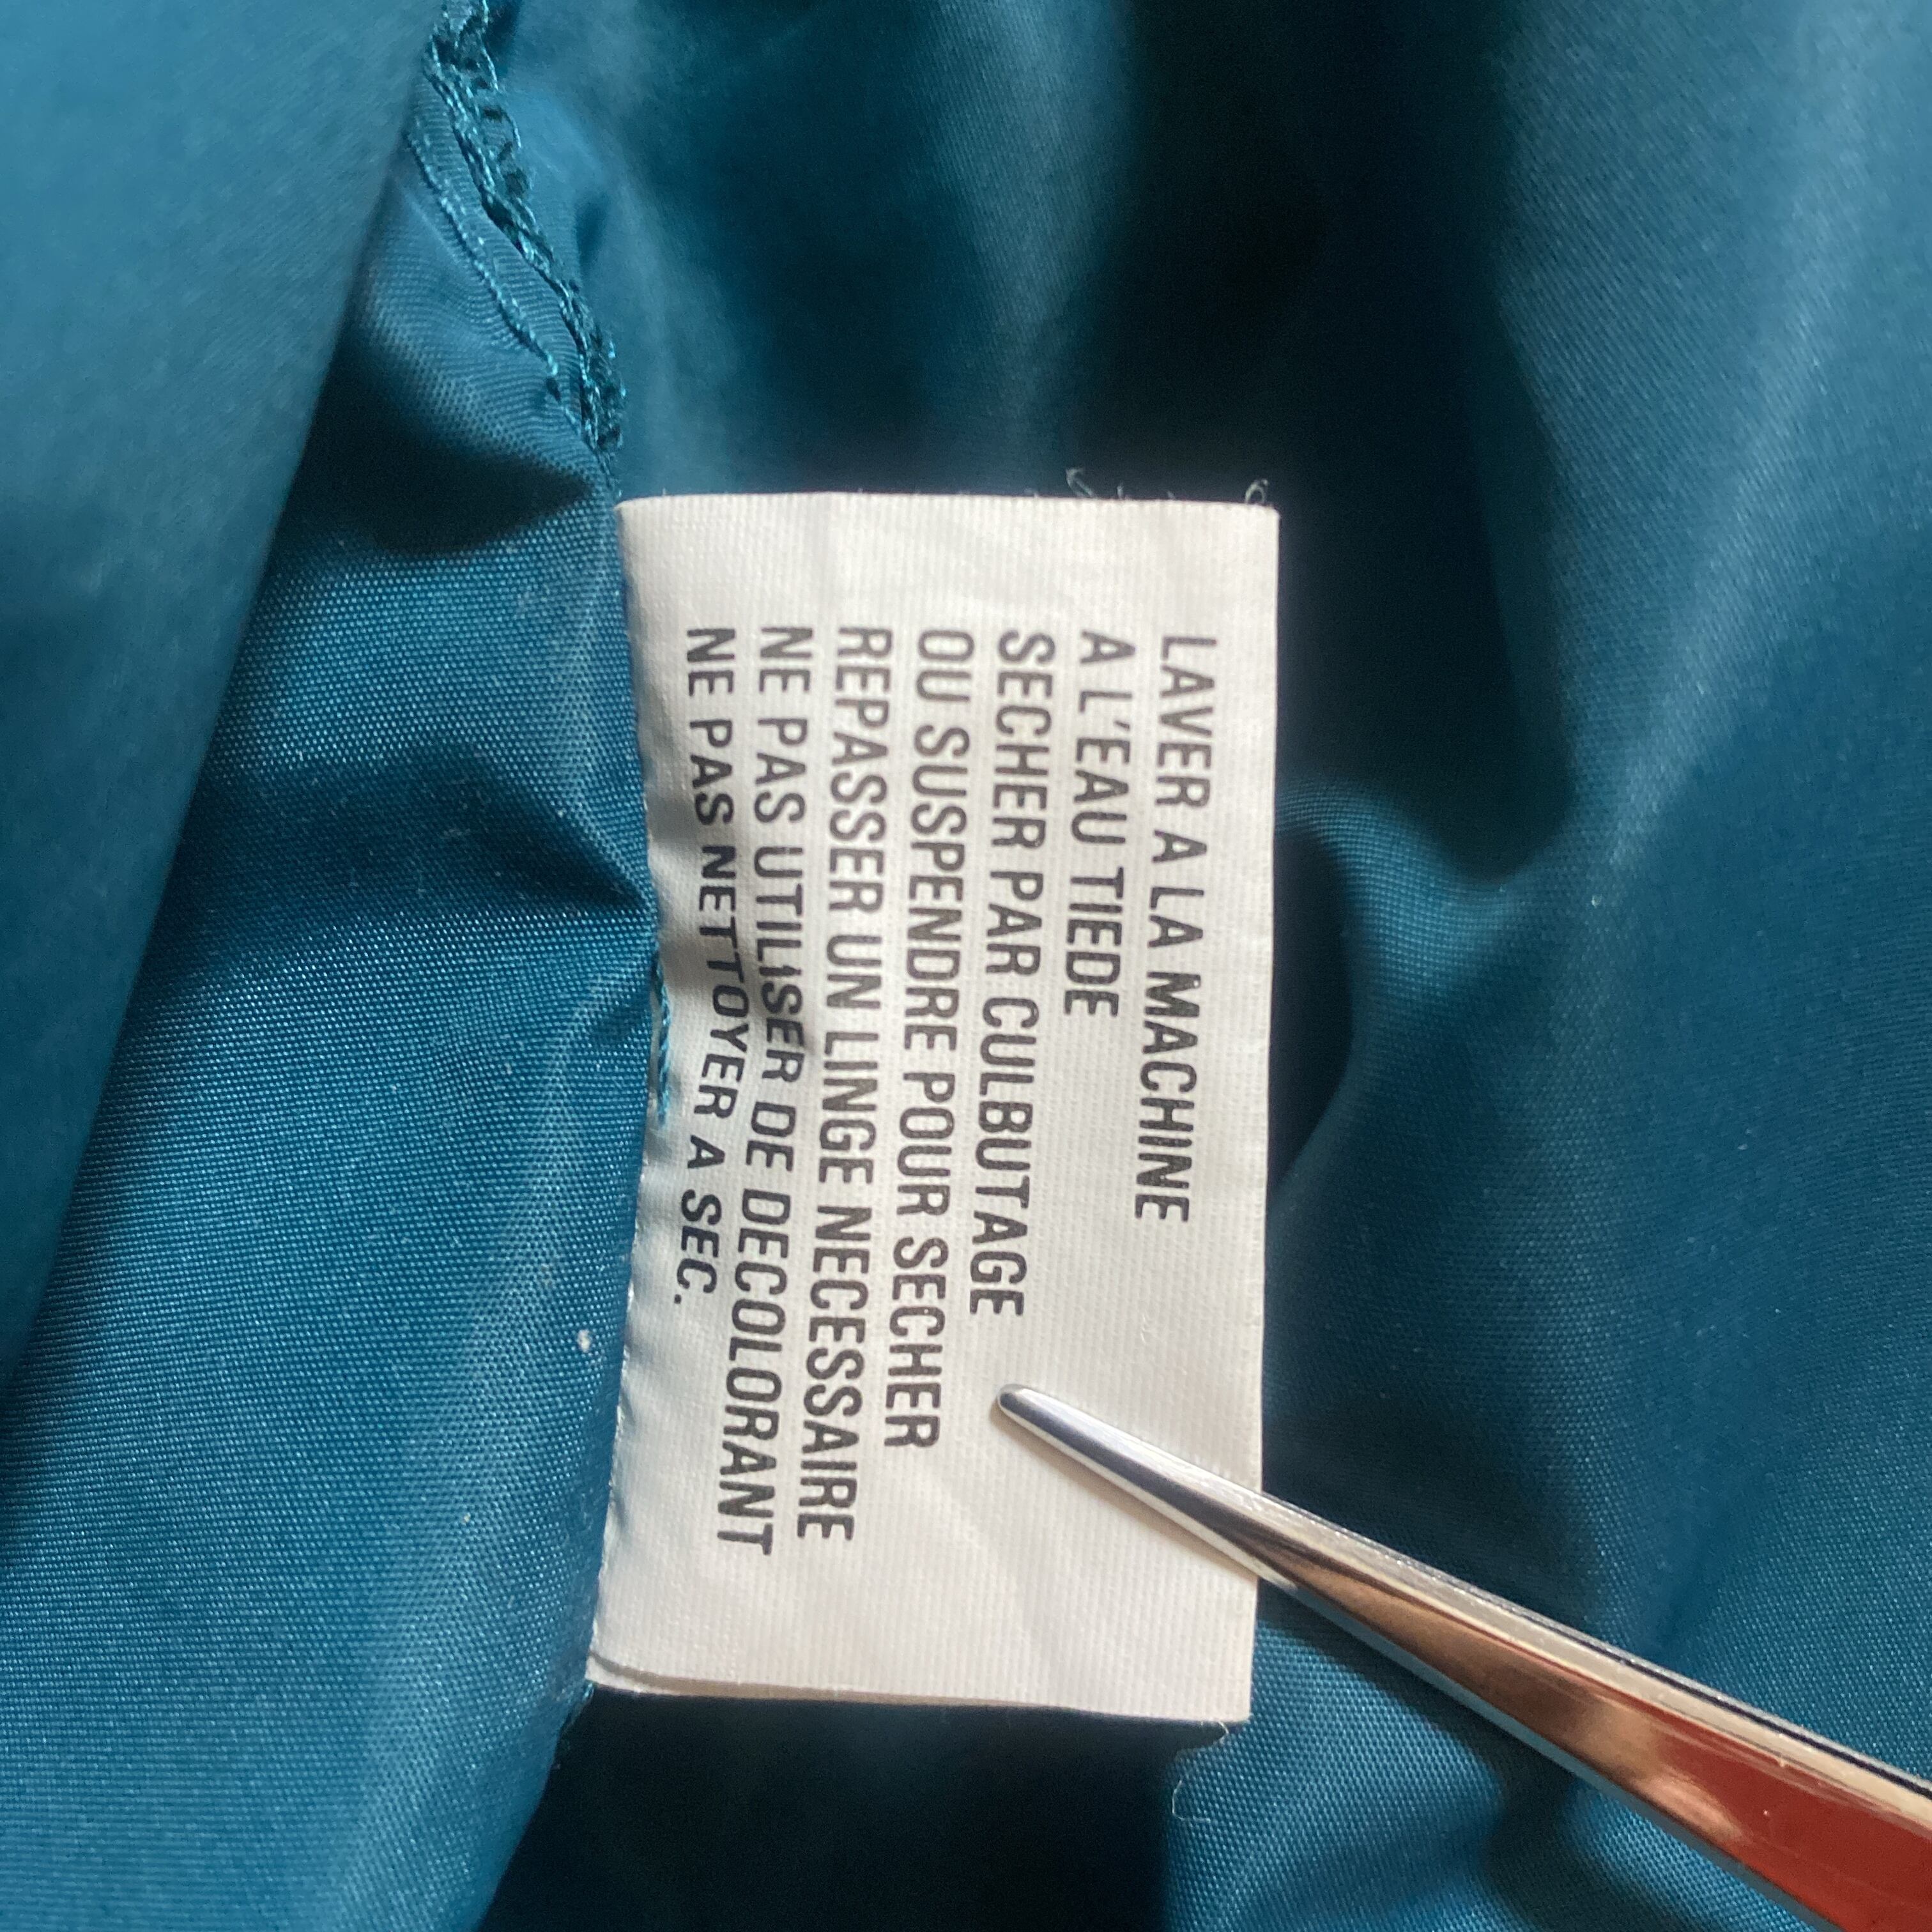 LAVER A LA MACHINE
A L'EAU TIEDE
SECHER PAR CULBUTAGE
OU SUSPENDRE POUR SECHER
REPASSER UN LINGE NECESSAIRE
NE PAS UTILISER DE DECOLORANT
NE PAS NETTOYER A SEC.